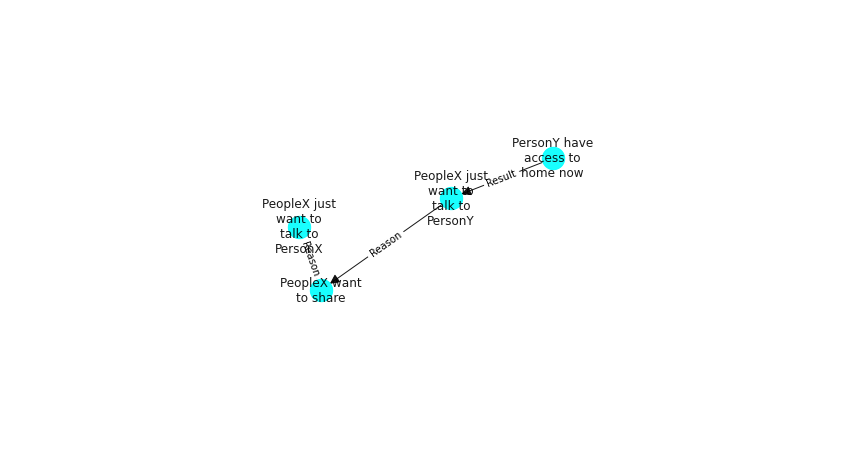 PersonY have
access to
home now
Result
PeopleX just
want to
talk to
PersonY
Reason
PeopleX just
want to
talk to
PersonX
Reason
PeopleX want
to share